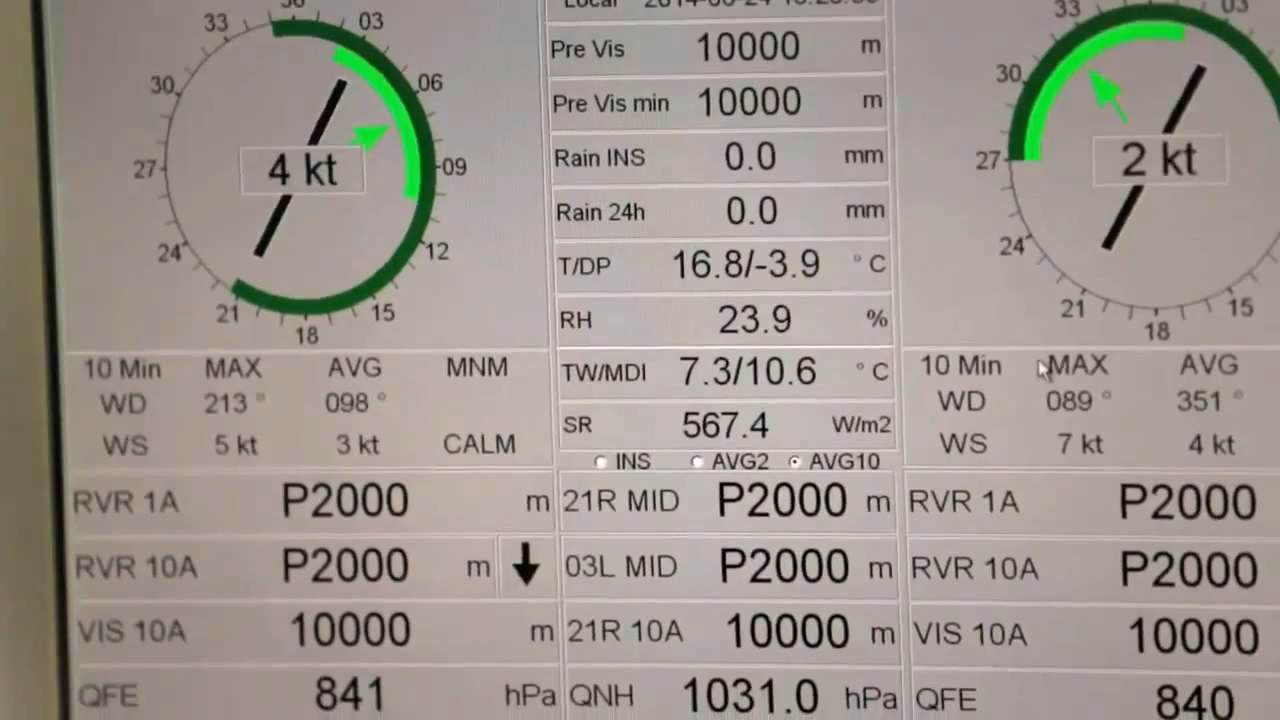 33
03
06
30
4 kt
27
09
24
12
21
15
18
10 Min MAX AVG MNM
WD 213 ° 098 °
WS 5 kt 3 kt CALM
RVR 1A P2000 m
RVR 10A P2000 m
VIS 10A 10000 m
QFE 841 hPa
Local
Pre Vis 10000 m
Pre Vis min 10000 m
Rain INS 0.0 mm
Rain 24h 0.0 mm
T/DP 16.8/-3.9 ° C
RH 23.9 %
TW/MDI 7.3/10.6 ° C
SR 567.4 W/m2
INS AVG2 AVG10
21R MID P2000 m
03L MID P2000 m
21R 10A 10000 m
QNH 1031.0 hPa
33
03
30
2 kt
27
24
21
15
18
10 Min MAX AVG
WD 089 ° 351 °
WS 7 kt 4 kt
RVR 1A P2000
RVR 10A P2000
VIS 10A 10000
QFE 840